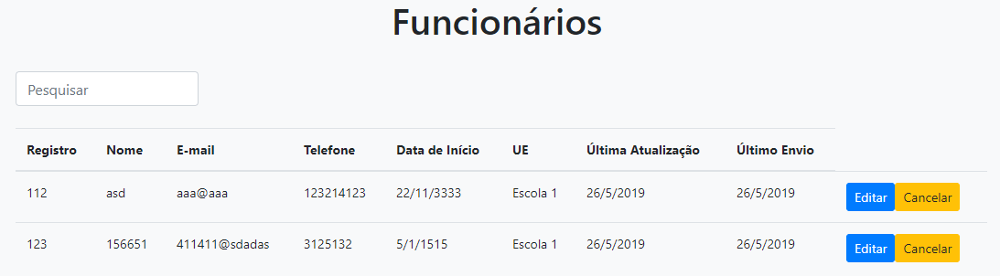 Funcionários
Pesquisar
Registro Nome E-mail Telefone Data de Início UE Última Atualização Último Envio
112 asd aaa@aaa 123214123 22/11/3333 Escola 1 26/5/2019 26/5/2019 Editar Cancelar
123 156651 411411@sdadas 3125132 5/1/1515 Escola 1 26/5/2019 26/5/2019 Editar Cancelar